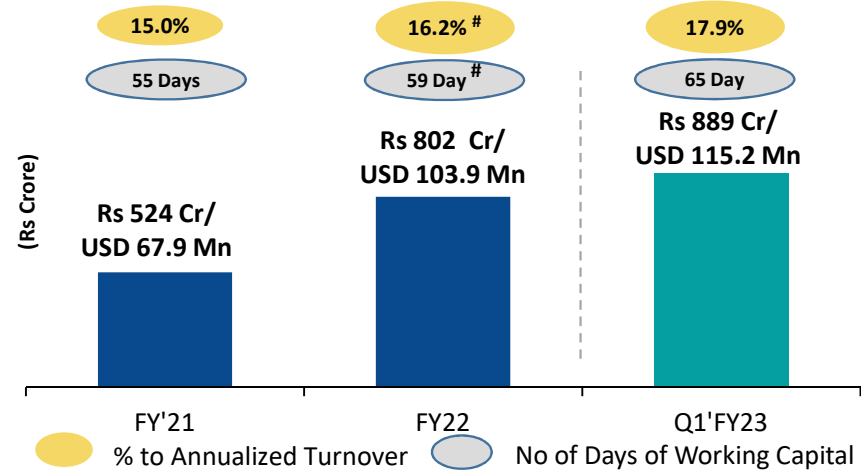 15.0%
16.2% #
17.9%
55 Days
59 Day #
65 Day
Rs 524 Cr/
USD 67.9 Mn
Rs 802 Cr/
USD 103.9 Mn
Rs 889 Cr/
USD 115.2 Mn
(Rs Crore)
FY'21
FY22
Q1'FY23
% to Annualized Turnover
No of Days of Working Capital